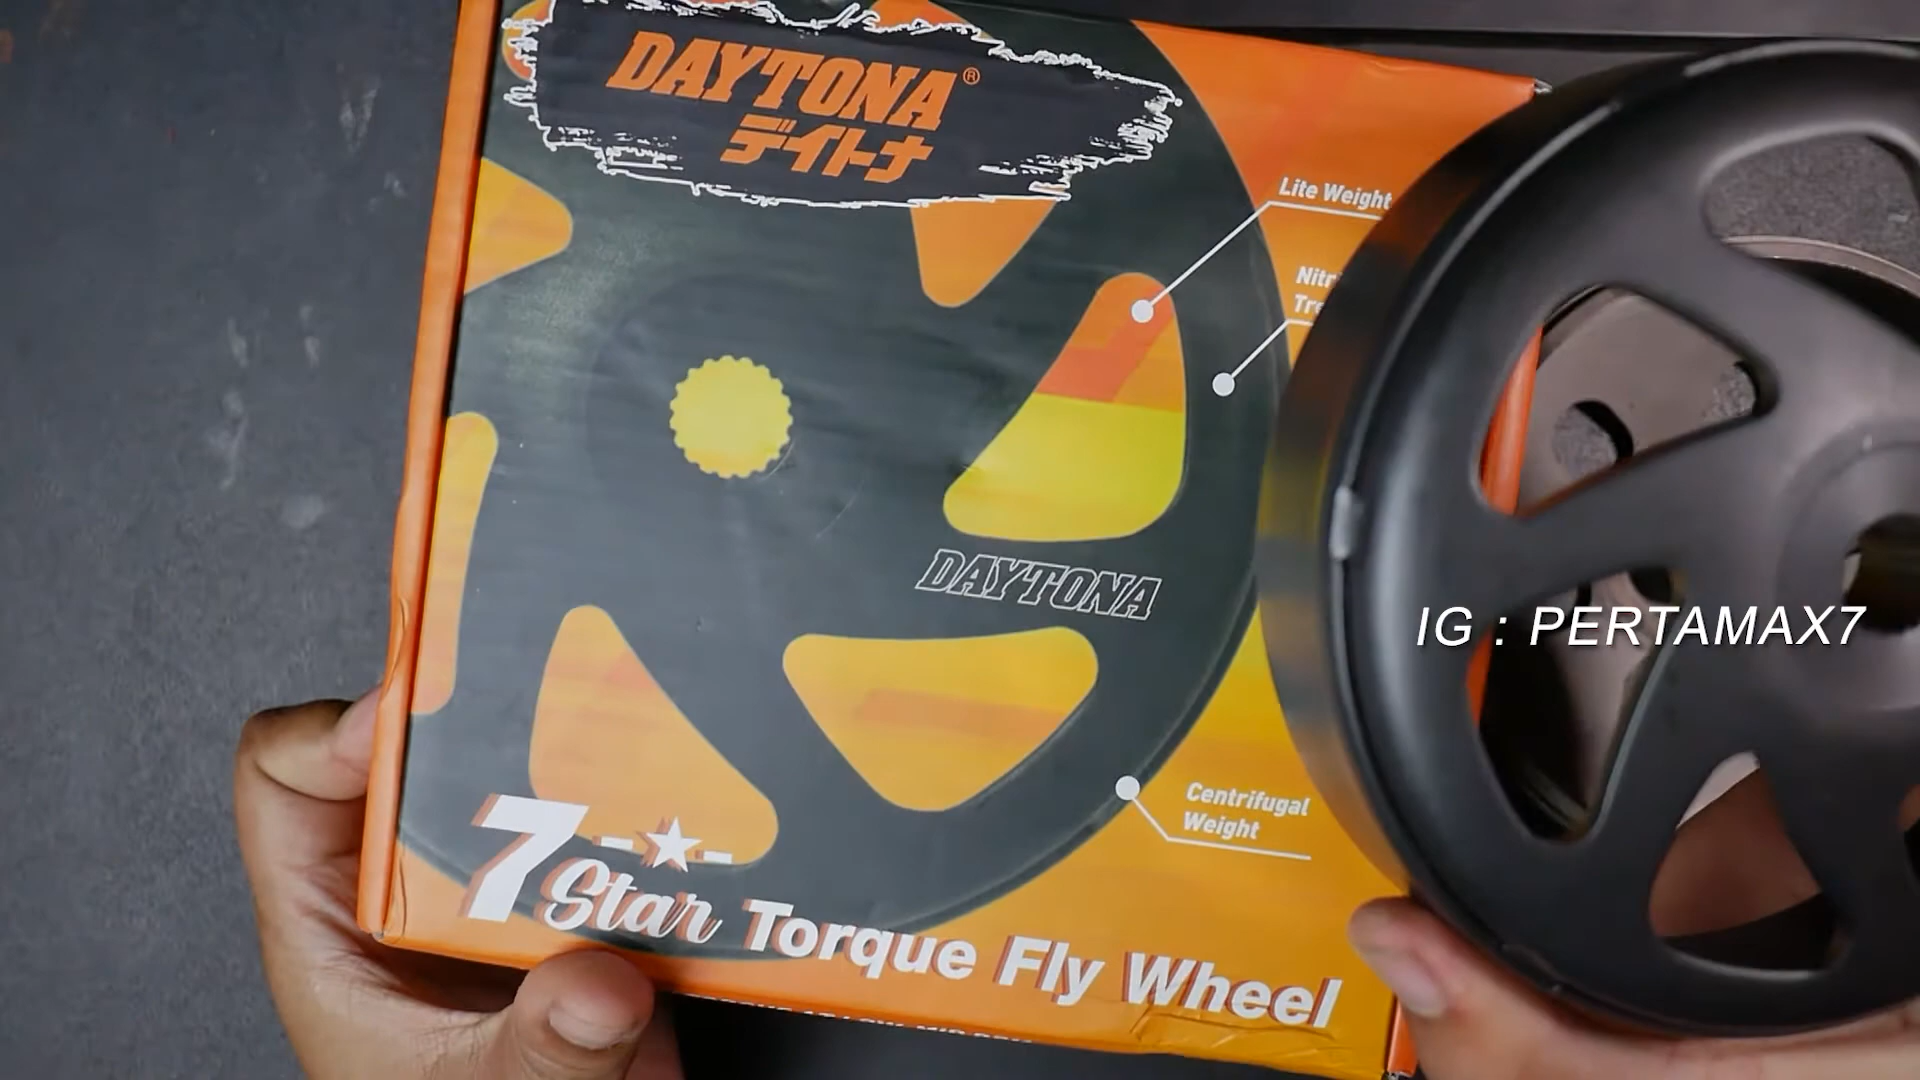 DAYTONA®
デイトナ
Lite Weight
DAYTONA
IG : PERTAMAX7
Centrifugal
Weight
7 Star Torque Fly Wheel